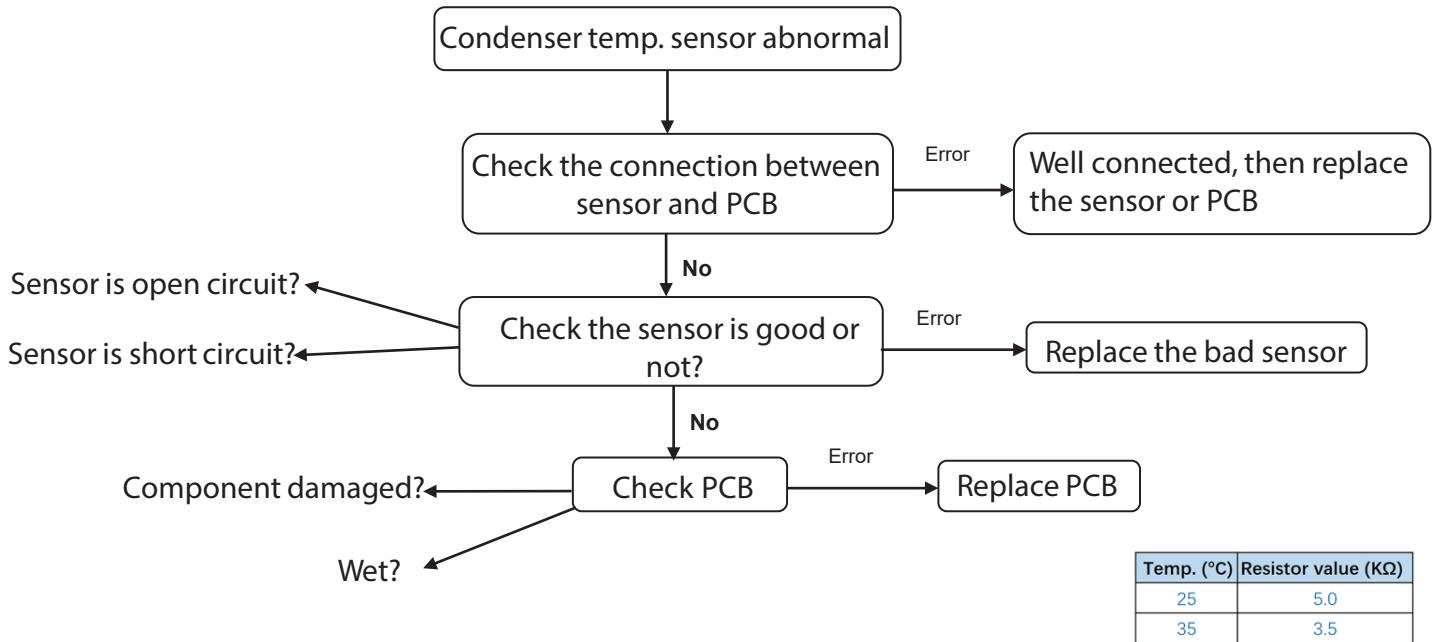 Condenser temp. sensor abnormal
Check the connection between
sensor and PCB
Error
Well connected, then replace
the sensor or PCB
No
Sensor is open circuit?
Sensor is short circuit?
Check the sensor is good or
not?
Error
Replace the bad sensor
No
Component damaged?
Wet?
Check PCB
Error
Replace PCB
Temp. (°C) Resistor value (KΩ)
25 5.0
35 3.5